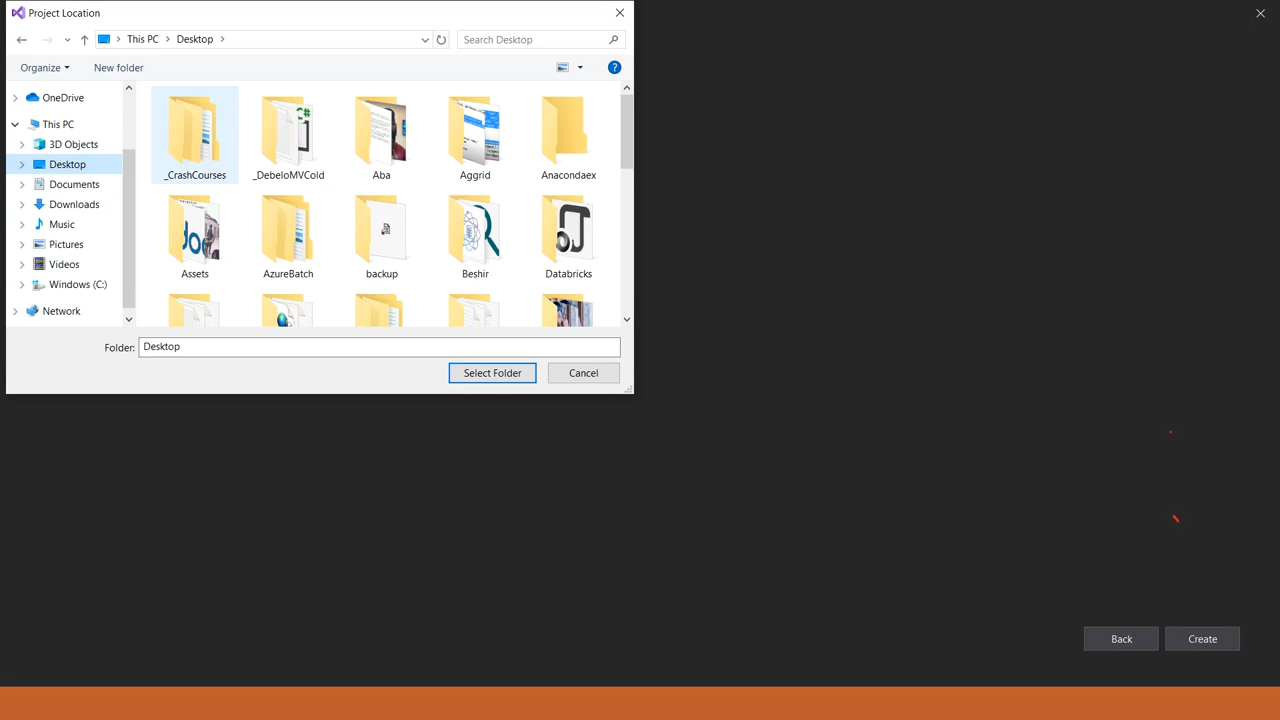 Project Location
This PC
Desktop
Search Desktop
Organize
New folder
?
OneDrive
This PC
3D Objects
Desktop
Documents
Downloads
Music
Pictures
Videos
Windows (C:)
Network
_CrashCourses
_DebeloMVCold
Aba
Aggrid
Anacondaex
Assets
AzureBatch
backup
Beshir
Databricks
Folder:
Desktop
Select Folder
Cancel
Back
Create